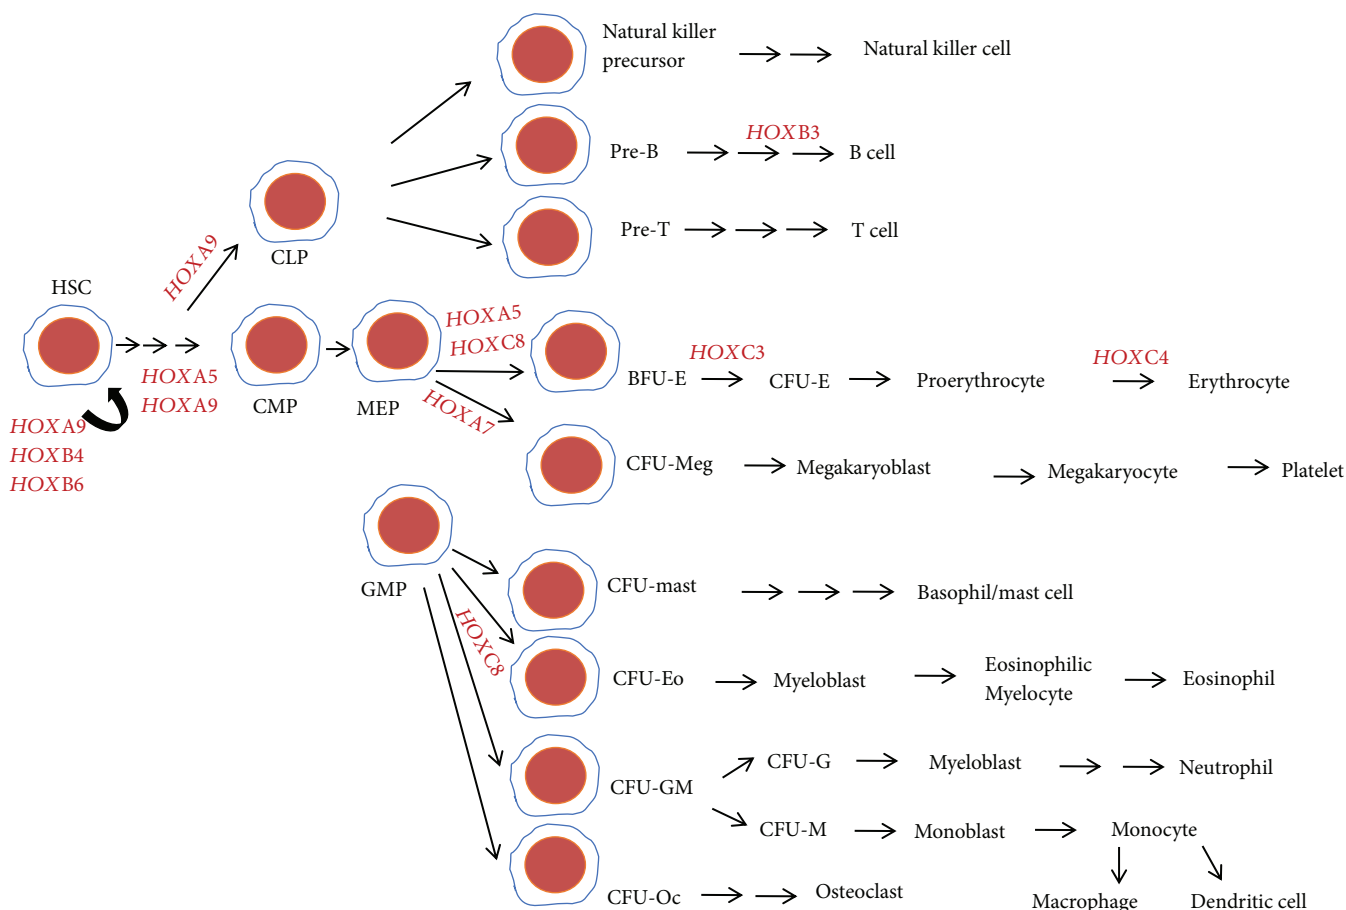 Natural killer
precursor
Natural killer cell
HOXB3
Pre-B
B cell
Pre-T
T cell
HOXA9
CLP
HSC
HOXA5
HOXC8
HOXA5
HOXA9
CMP
MEP
HOXA7
HOXA9
HOXB4
HOXB6
BFU-E
HOXC3
CFU-E
Proerythrocyte
HOXC4
Erythrocyte
CFU-Meg
Megakaryoblast
Megakaryocyte
Platelet
GMP
HOXC8
CFU-mast
Basophil/mast cell
CFU-Eo
Myeloblast
Eosinophilic
Myelocyte
Eosinophil
CFU-GM
CFU-G
Myeloblast
Neutrophil
CFU-M
Monoblast
Monocyte
CFU-Oc
Osteoclast
Macrophage
Dendritic cell